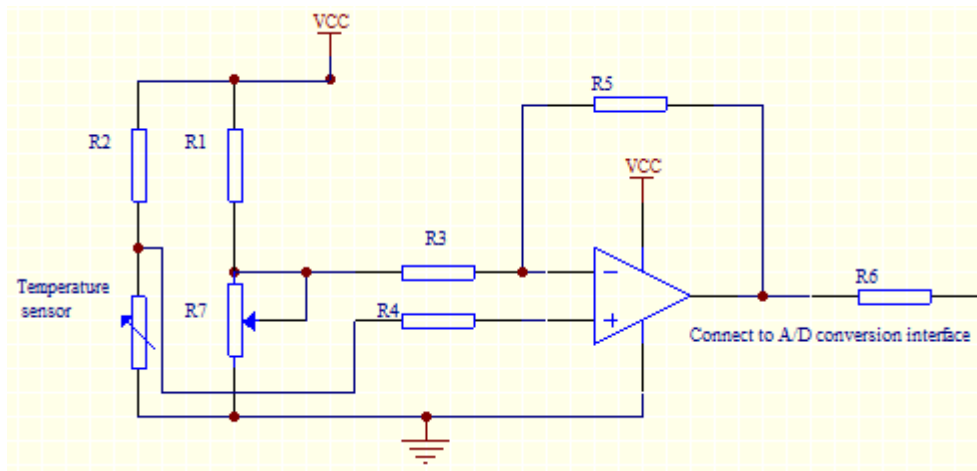 VCC
R5
R2
R1
VCC
R3
R6
Temperature
sensor
R7
R4
Connect to A/D conversion interface